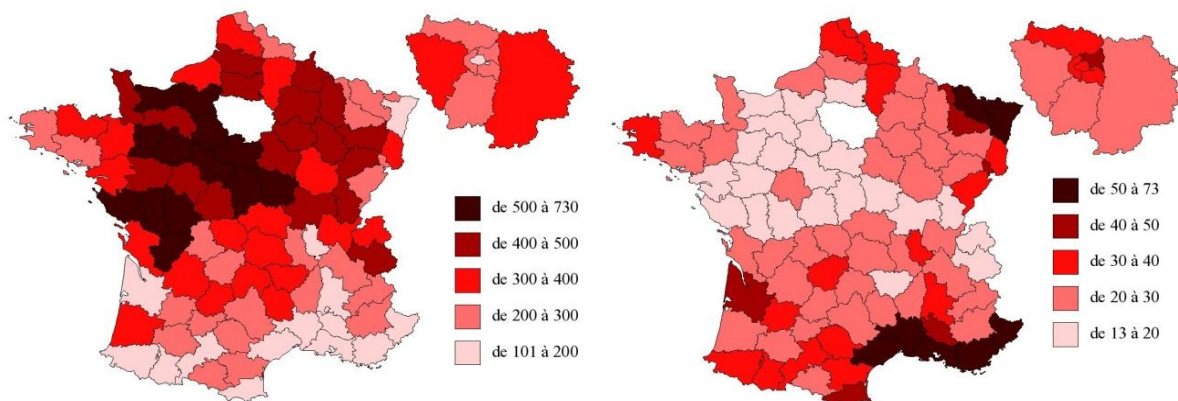 de 500 à 730
de 400 à 500
de 300 à 400
de 200 à 300
de 101 à 200
de 50 à 73
de 40 à 50
de 30 à 40
de 20 à 30
de 13 à 20